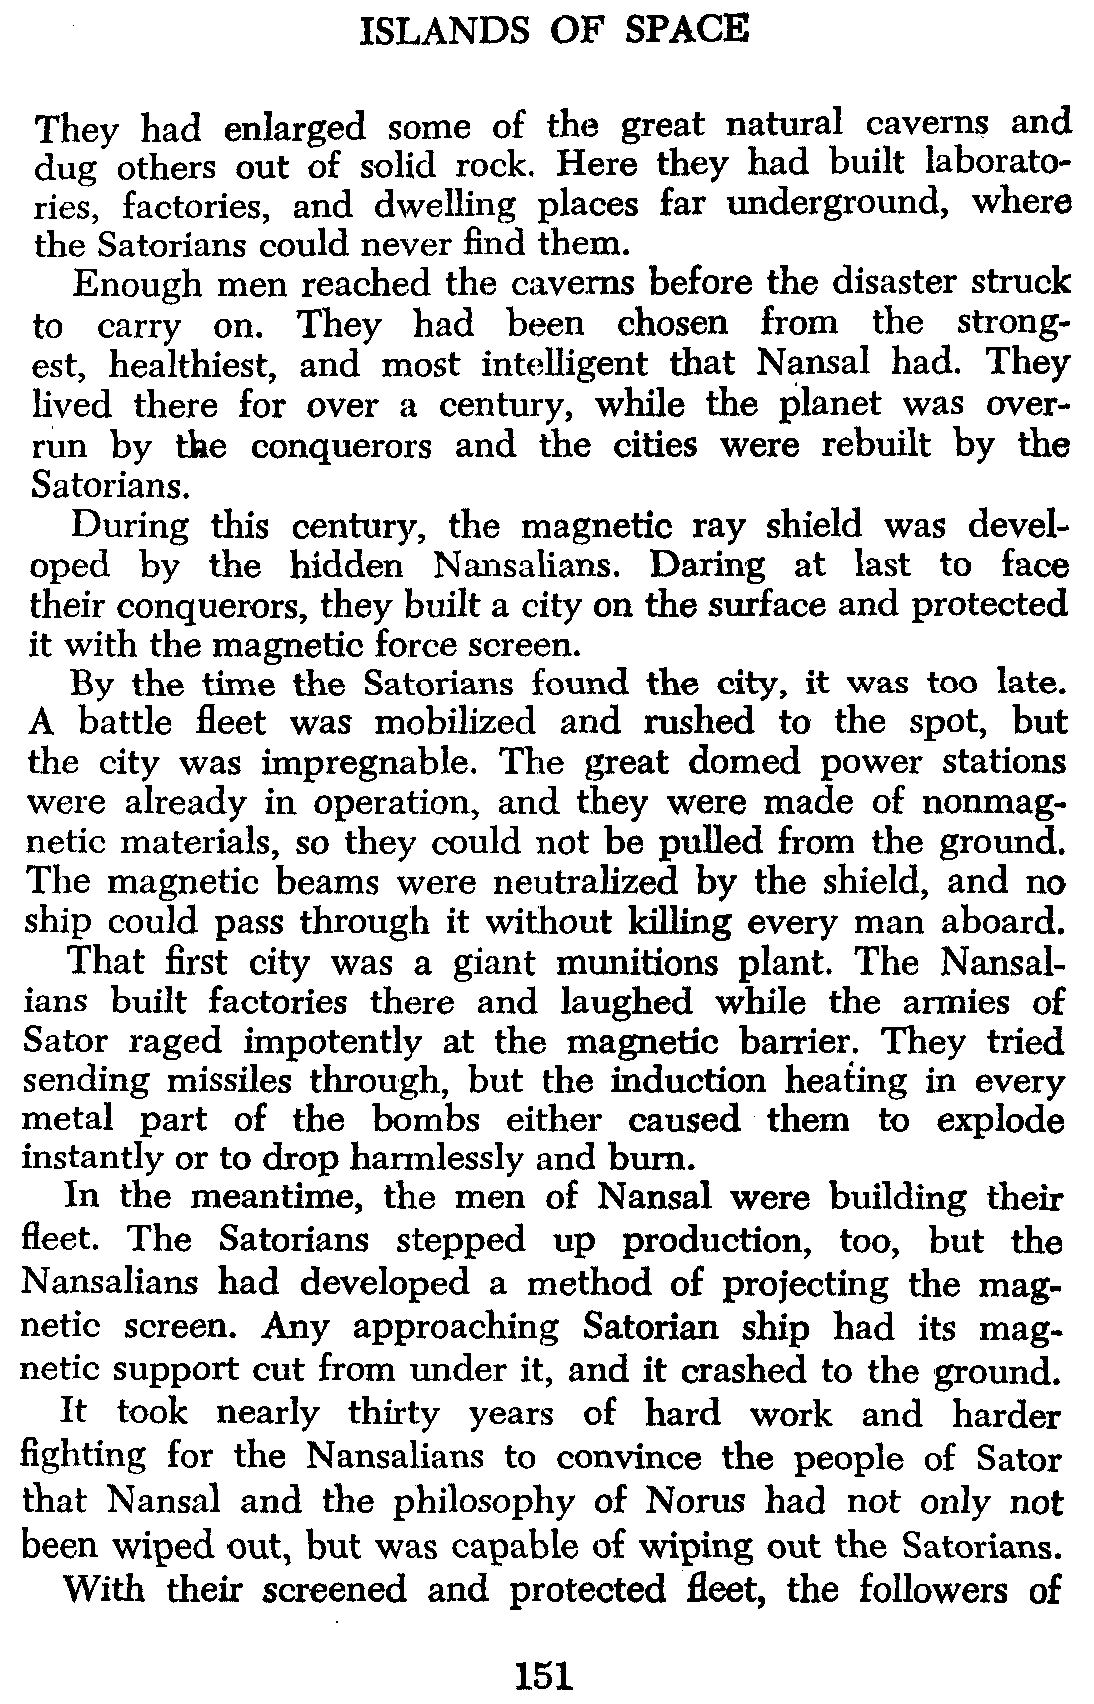 ISLANDS OF SPACE
They had enlarged some of the great natural caverns and
dug others out of solid rock. Here they had built laborato-
ries, factories, and dwelling places far underground, where
the Satorians could never find them.
Enough men reached the caverns before the disaster struck
to carry on. They had been chosen from the strong-
est, healthiest, and most intelligent that Nansal had. They
lived there for over a century, while the planet was over-
run by the conquerors and the cities were rebuilt by the
Satorians.
During this century, the magnetic ray shield was devel-
oped by the hidden Nansalians. Daring at last to face
their conquerors, they built a city on the surface and protected
it with the magnetic force screen.
By the time the Satorians found the city, it was too late.
A battle fleet was mobilized and rushed to the spot, but
the city was impregnable. The great domed power stations
were already in operation, and they were made of nonmag-
netic materials, so they could not be pulled from the ground.
The magnetic beams were neutralized by the shield, and no
ship could pass through it without killing every man aboard.
That first city was a giant munitions plant. The Nansal-
ians built factories there and laughed while the armies of
Sator raged impotently at the magnetic barrier. They tried
sending missiles through, but the induction heating in every
metal part of the bombs either caused them to explode
instantly or to drop harmlessly and burn.
In the meantime, the men of Nansal were building their
fleet. The Satorians stepped up production, too, but the
Nansalians had developed a method of projecting the mag-
netic screen. Any approaching Satorian ship had its mag-
netic support cut from under it, and it crashed to the ground.
It took nearly thirty years of hard work and harder
fighting for the Nansalians to convince the people of Sator
that Nansal and the philosophy of Norus had not only not
been wiped out, but was capable of wiping out the Satorians.
With their screened and protected fleet, the followers of
151